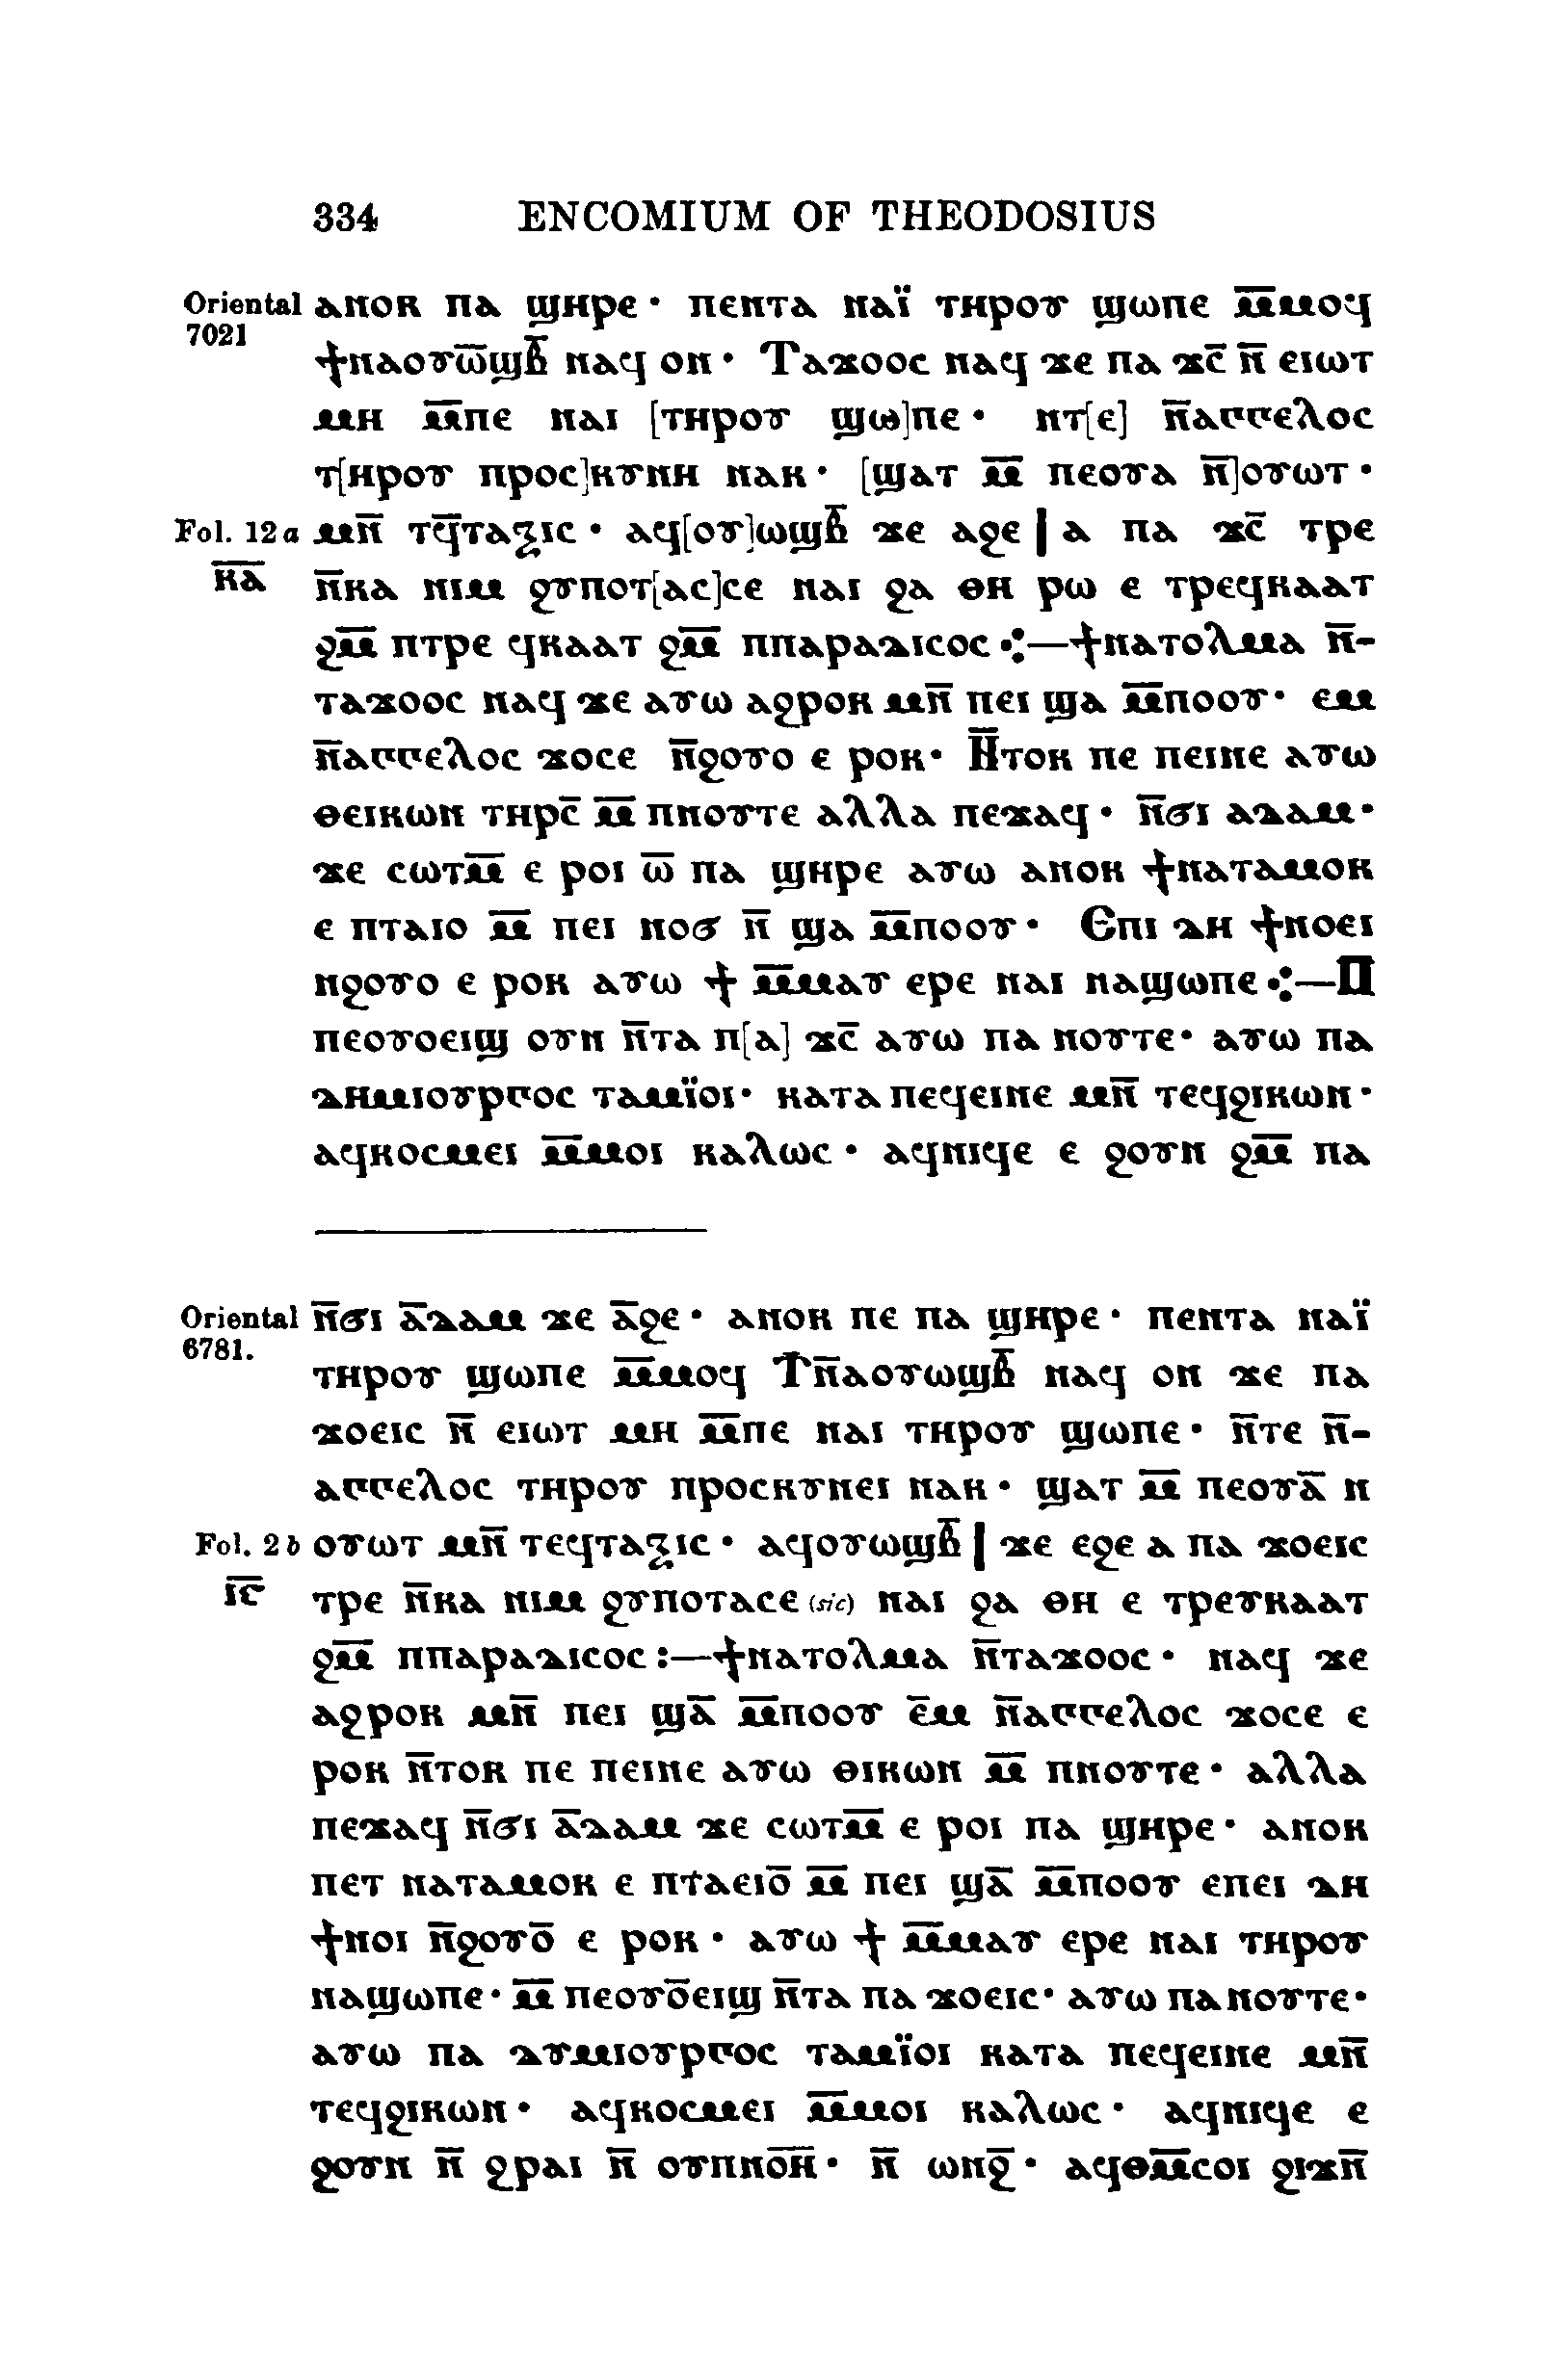 334 ENCOMIUM OF THEODOSIUS
Oriental ⲁⲛⲟⲕ ⲡⲁ ϣⲏⲣⲉ · ⲡⲉⲛⲧⲁ ⲛⲁⲓ̈ ⲧⲏⲣⲟⲩ ϣⲱⲡⲉ ⲙ̅ⲙⲟϥ
7021
ϯⲛⲁⲟⲩⲱ̅ϣⲃ̅ ⲛⲁϥ ⲟⲛ · Ⲧⲁϫⲟⲟⲥ ⲛⲁϥ ϫⲉ ⲡⲁ ϫⲥ̅ ⲛ̅ ⲉⲓⲱⲧ
ⲙⲏ ⲙ̅ⲡⲉ ⲛⲁⲓ [ⲧⲏⲣⲟⲩ ϣⲱ]ⲡⲉ · ⲛⲧ[ⲉ] ⲛ̅ⲁⲅⲅⲉⲗⲟⲥ
ⲧ[ⲏⲣⲟⲩ ⲡⲣⲟⲥ]ⲕⲩⲛⲏ ⲛⲁⲕ · [ϣⲁⲧ ⲙ̅ ⲡⲉⲟⲩⲁ ⲛ̅]ⲟⲩⲱⲧ ·
Fol. 12 a ⲙⲛ̅ ⲧϥ̅ⲧⲁⲝⲓⲥ · ⲁϥ[ⲟⲩ]ⲱϣⲃ̅ ϫⲉ ⲁϩⲉ | ⲁ ⲡⲁ ϫⲥ̅ ⲧⲣⲉ
ⲕ̅ⲁ̅ ⲛ̅ⲕⲁ ⲛⲓⲙ ϩⲩⲡⲟⲧ[ⲁⲥ]ⲥⲉ ⲛⲁⲓ ϩⲁ ⲑⲏ ⲣⲱ ⲉ ⲧⲣⲉϥⲕⲁⲁⲧ
ϩⲙ̅ ⲡⲧⲣⲉ ϥⲕⲁⲁⲧ ϩⲙ̅ ⲡⲡⲁⲣⲁⲇⲓⲥⲟⲥ ⁖—ϯⲛⲁⲧⲟⲗⲙⲁ ⲛ̅-
ⲧⲁϫⲟⲟⲥ ⲛⲁϥ ϫⲉ ⲁⲩⲱ ⲁϩⲣⲟⲕ ⲙⲛ̅ ⲡⲉⲓ ϣⲁ ⲙ̅ⲡⲟⲟⲩ · ⲉⲙ
ⲛ̅ⲁⲅⲅⲉⲗⲟⲥ ϫⲟⲥⲉ ⲛ̅ϩⲟⲩⲟ ⲉ ⲣⲟⲕ · Ⲛ̅ⲧⲟⲕ ⲡⲉ ⲡⲉⲓⲛⲉ ⲁⲩⲱ
ⲑⲉⲓⲕⲱⲛ ⲧⲏⲣⲥ̅ ⲙ̅ ⲡⲛⲟⲩⲧⲉ ⲁⲗⲗⲁ ⲡⲉϫⲁϥ · ⲛ̅ϭⲓ ⲁⲇⲁⲙ ·
ϫⲉ ⲥⲱⲧⲙ̅ ⲉ ⲣⲟⲓ ⲱ̅ ⲡⲁ ϣⲏⲣⲉ ⲁⲩⲱ ⲁⲛⲟⲕ ϯⲛⲁⲧⲁⲙⲟⲕ
ⲉ ⲡⲧⲁⲓⲟ ⲙ̅ ⲡⲉⲓ ⲛⲟϭ ⲛ̅ ϣⲁ ⲙ̅ⲡⲟⲟⲩ · Ⲉⲡⲓ ⲇⲏ ϯⲛⲟⲉⲓ
ⲛϩⲟⲩⲟ ⲉ ⲣⲟⲕ ⲁⲩⲱ ϯ ⲙ̅ⲙⲁⲩ ⲉⲣⲉ ⲛⲁⲓ ⲛⲁϣⲱⲡⲉ ⁖—Ⲡ
ⲡⲉⲟⲩⲟⲉⲓϣ ⲟⲩⲛ ⲛ̅ⲧⲁ ⲡ[ⲁ] ϫⲥ̅ ⲁⲩⲱ ⲡⲁ ⲛⲟⲩⲧⲉ · ⲁⲩⲱ ⲡⲁ
ⲇⲏⲙⲓⲟⲩⲣⲅⲟⲥ ⲧⲁⲙⲓ̈ⲟⲓ · ⲕⲁⲧⲁ ⲡⲉϥⲉⲓⲛⲉ ⲙⲛ̅ ⲧⲉϥϩⲓⲕⲱⲛ ·
ⲁϥⲕⲟⲥⲙⲉⲓ ⲙ̅ⲙⲟⲓ ⲕⲁⲗⲱⲥ · ⲁϥⲛⲓϥⲉ ⲉ ϩⲟⲩⲛ ϩⲙ̅ ⲡⲁ
Oriental ⲛ̅ϭⲓ ⲁ̅ⲇⲁⲙ ϫⲉ ⲁ̅ϩⲉ · ⲁⲛⲟⲕ ⲡⲉ ⲡⲁ ϣⲏⲣⲉ · ⲡⲉⲛⲧⲁ ⲛⲁⲓ̈
6781.
ⲧⲏⲣⲟⲩ ϣⲱⲡⲉ ⲙ̅ⲙⲟϥ Ϯⲛ̅ⲁⲟⲩⲱϣⲃ̅ ⲛⲁϥ ⲟⲛ ϫⲉ ⲡⲁ
ϫⲟⲉⲓⲥ ⲛ̅ ⲉⲓⲱⲧ ⲙⲏ ⲙ̅ⲡⲉ ⲛⲁⲓ ⲧⲏⲣⲟⲩ ϣⲱⲡⲉ · ⲛ̅ⲧⲉ ⲛ̅-
ⲁⲅⲅⲉⲗⲟⲥ ⲧⲏⲣⲟⲩ ⲡⲣⲟⲥⲕⲩⲛⲉⲓ ⲛⲁⲕ · ϣⲁⲧ ⲙ̅ ⲡⲉⲟⲩⲁ̅ ⲛ
Fol. 2 b ⲟⲩⲱⲧ ⲙⲛ̅ ⲧⲉϥⲧⲁⲝⲓⲥ · ⲁϥⲟⲩⲱϣⲃ̅ | ϫⲉ ⲉϩⲉ ⲁ ⲡⲁ ϫⲟⲉⲓⲥ
ⲓ̅ⲋ̅ ⲧⲣⲉ ⲛ̅ⲕⲁ ⲛⲓⲙ ϩⲩⲡⲟⲧⲁⲥⲉ (sic) ⲛⲁⲓ ϩⲁ ⲑⲏ ⲉ ⲧⲣⲉⲩⲕⲁⲁⲧ
ϩⲙ̅ ⲡⲡⲁⲣⲁⲇⲓⲥⲟⲥ :—ϯⲛⲁⲧⲟⲗⲙⲁ ⲛ̅ⲧⲁϫⲟⲟⲥ · ⲛⲁϥ ϫⲉ
ⲁϩⲣⲟⲕ ⲙⲛ̅ ⲡⲉⲓ ϣⲁ̅ ⲙ̅ⲡⲟⲟⲩ ⲉ̅ⲙ ⲛ̅ⲁⲅⲅⲉⲗⲟⲥ ϫⲟⲥⲉ ⲉ
ⲣⲟⲕ ⲛ̅ⲧⲟⲕ ⲡⲉ ⲡⲉⲓⲛⲉ ⲁⲩⲱ ⲑⲓⲕⲱⲛ ⲙ̅ ⲡⲛⲟⲩⲧⲉ · ⲁⲗⲗⲁ
ⲡⲉϫⲁϥ ⲛ̅ϭⲓ ⲁ̅ⲇⲁⲙ ϫⲉ ⲥⲱⲧⲙ̅ ⲉ ⲣⲟⲓ ⲡⲁ ϣⲏⲣⲉ · ⲁⲛⲟⲕ
ⲡⲉⲧ ⲛⲁⲧⲁⲙⲟⲕ ⲉ ⲡⲧⲁⲉⲓⲟ̅ ⲙ̅ ⲡⲉⲓ ϣⲁ̅ ⲙ̅ⲡⲟⲟⲩ ⲉⲡⲉⲓ ⲇⲏ
ϯⲛⲟⲓ ⲛ̅ϩⲟⲩⲟ̅ ⲉ ⲣⲟⲕ · ⲁⲩⲱ ϯ ⲙ̅ⲙⲁⲩ ⲉⲣⲉ ⲛⲁⲓ ⲧⲏⲣⲟⲩ
ⲛⲁϣⲱⲡⲉ · ⲙ̅ ⲡⲉⲟⲩⲟ̅ⲉⲓϣ ⲛ̅ⲧⲁ ⲡⲁ ϫⲟⲉⲓⲥ · ⲁⲩⲱ ⲡⲁ ⲛⲟⲩⲧⲉ ·
ⲁⲩⲱ ⲡⲁ ⲇⲩⲙⲓⲟⲩⲣⲅⲟⲥ ⲧⲁⲙⲓ̈ⲟⲓ ⲕⲁⲧⲁ ⲡⲉϥⲉⲓⲛⲉ ⲙⲛ̅
ⲧⲉϥϩⲓⲕⲱⲛ · ⲁϥⲕⲟⲥⲙⲉⲓ ⲙ̅ⲙⲟⲓ ⲕⲁⲗⲱⲥ · ⲁϥⲛⲓϥⲉ ⲉ
ϩⲟⲩⲛ ⲛ̅ ϩⲣⲁⲓ ⲛ̅ ⲟⲩⲡⲛⲟ̅ⲏ̅ · ⲛ̅ ⲱⲛϩ̅ · ⲁϥⲑⲙ̅ⲥⲟⲓ ϩⲓϫⲛ̅